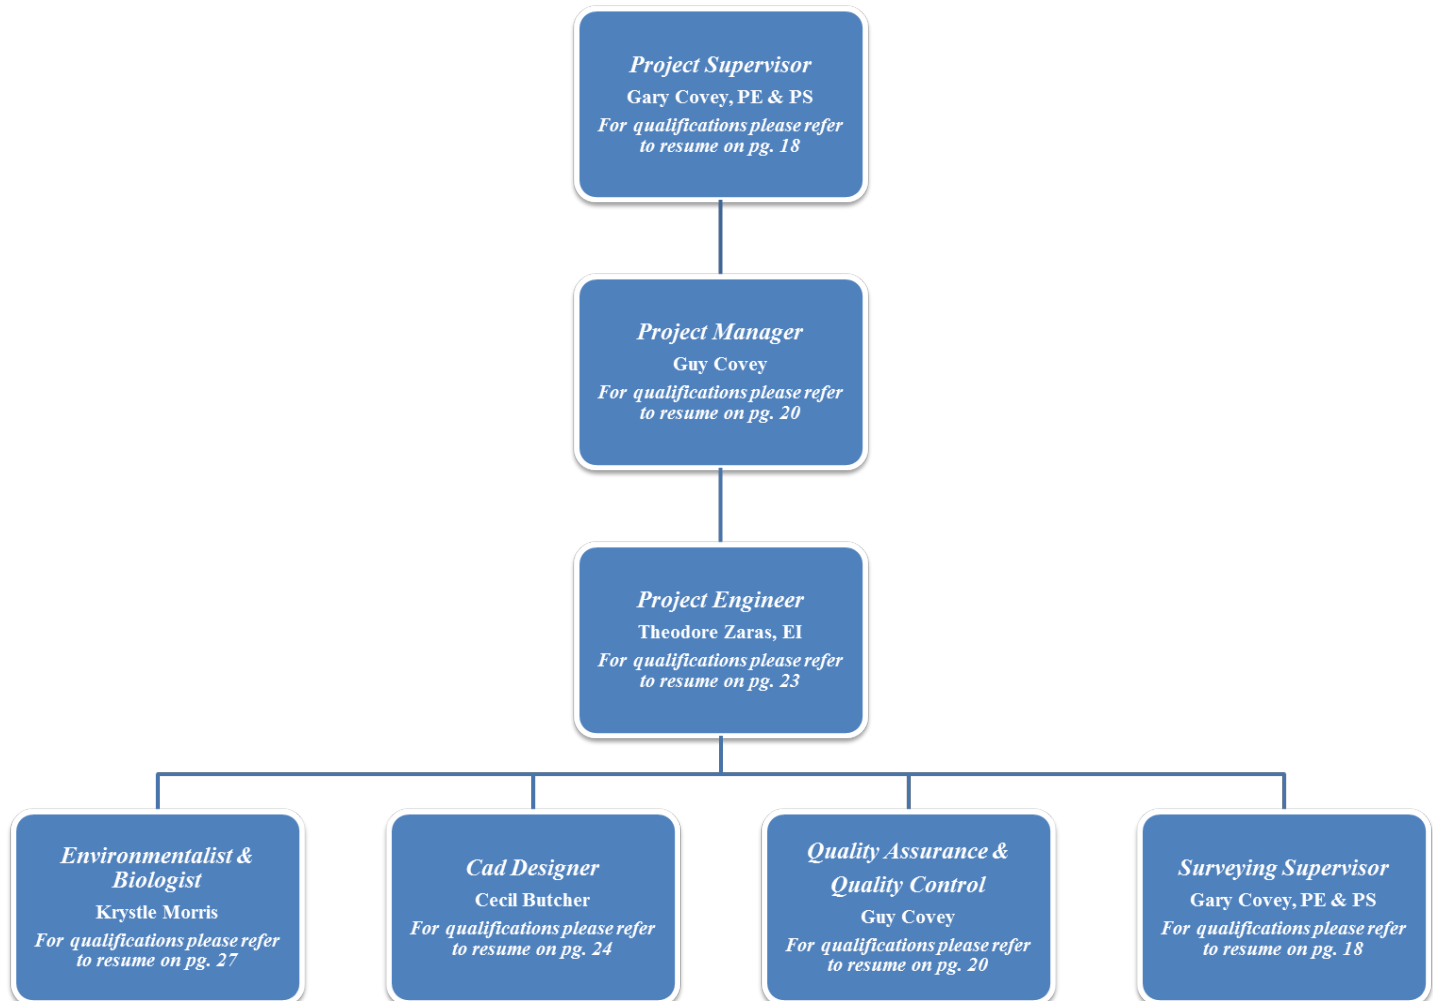 Project Supervisor
Gary Covey, PE & PS
For qualifications please refer
to resume on pg. 18
Project Manager
Guy Covey
For qualifications please refer
to resume on pg. 20
Project Engineer
Theodore Zaras, EI
For qualifications please refer
to resume on pg. 23
Environmentalist &
Biologist
Krystle Morris
For qualifications please refer
to resume on pg. 27
Cad Designer
Cecil Butcher
For qualifications please refer
to resume on pg. 24
Quality Assurance &
Quality Control
Guy Covey
For qualifications please refer
to resume on pg. 20
Surveying Supervisor
Gary Covey, PE & PS
For qualifications please refer
to resume on pg. 18